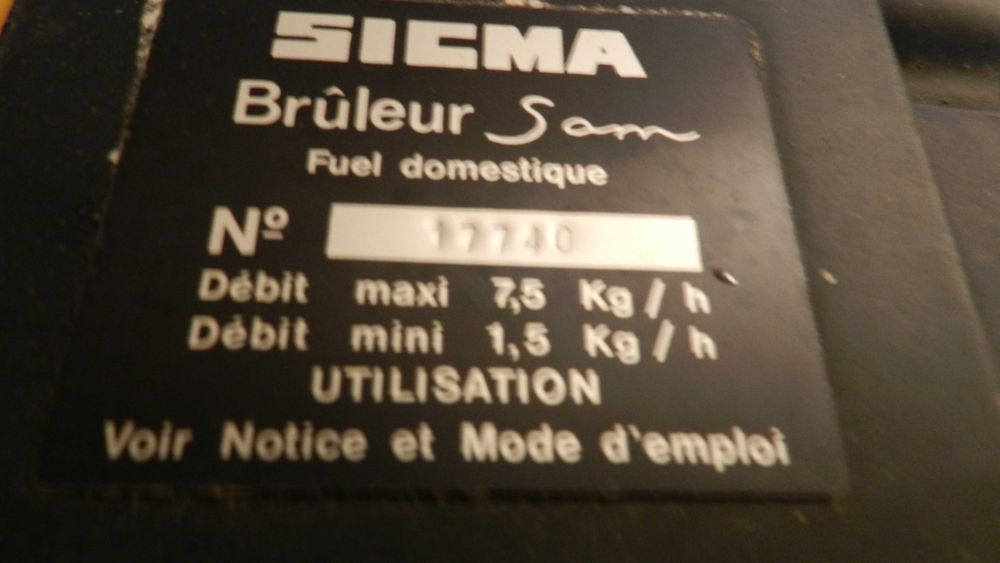 SICMA
Brûleur Sam
Fuel domestique
Nº 17740
Débit maxi 7,5 Kg/h
Débit mini 1,5 Kg/h
UTILISATION
Voir Notice et Mode d'emploi